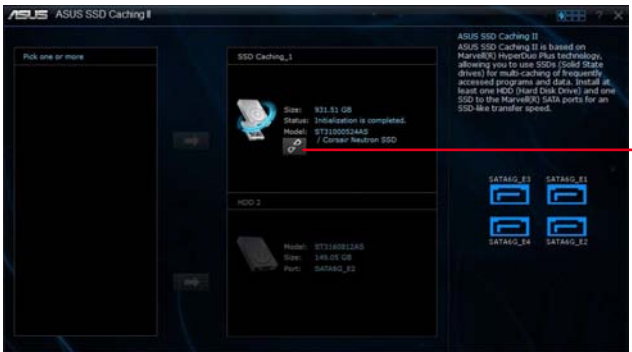 ASUS ASUS SSD Caching II
? X
Pick one or more
SSD Caching_1
Size: 931.51 GB
Status: Initialization is completed.
Model: ST31000524AS
/ Corsair Neutron SSD
HDD 2
Model: ST3160812AS
Size: 149.05 GB
Port: SATA6G_E2
ASUS SSD Caching II
ASUS SSD Caching II is based on
Marvell(R) HyperDuo Plus technology,
allowing you to use SSDs (Solid State
drives) for multi-caching of frequently
accessed programs and data. Install at
least one HDD (Hard Disk Drive) and one
SSD to the Marvell(R) SATA ports for an
SSD-like transfer speed.
SATA6G_E3 SATA6G_E1
SATA6G_E4 SATA6G_E2